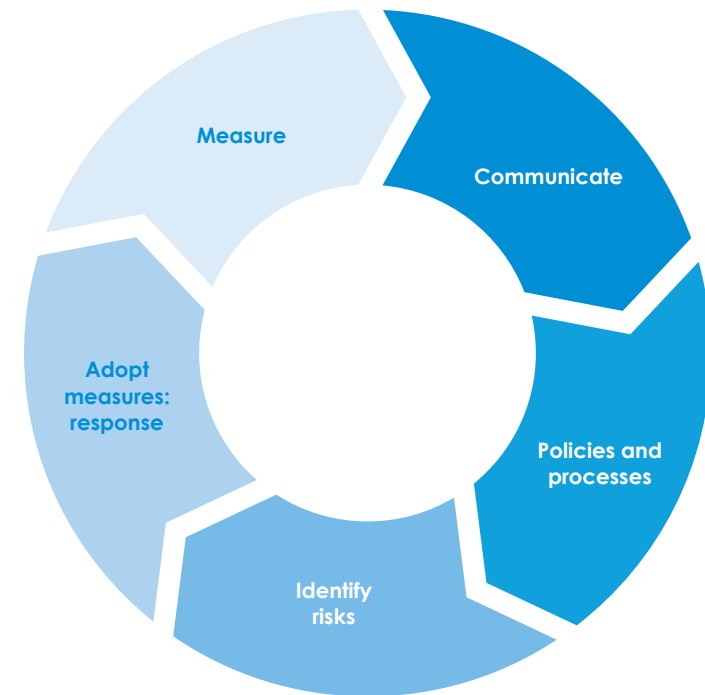 Measure
Communicate
Policies and
processes
Identify
risks
Adopt
measures:
response